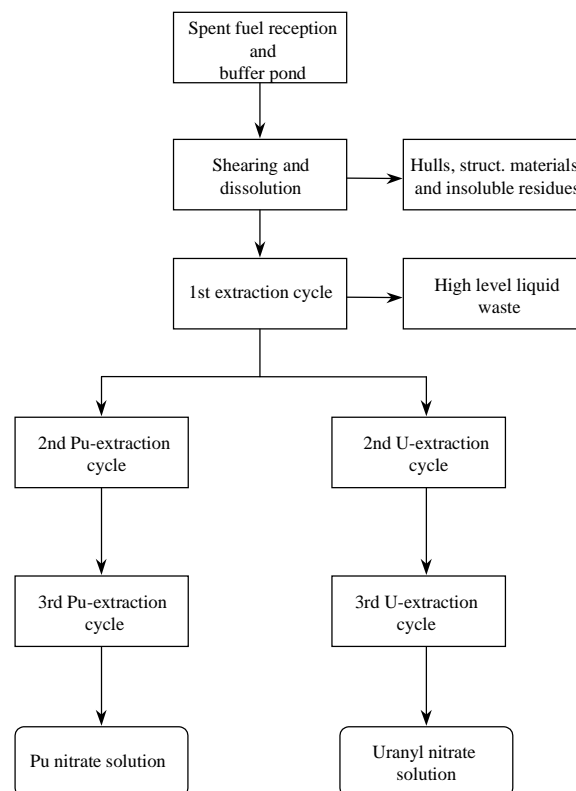 Spent fuel reception
and
buffer pond
Shearing and
dissolution
Hulls, struct. materials
and insoluble residues
1st extraction cycle
High level liquid
waste
2nd Pu-extraction
cycle
2nd U-extraction
cycle
3rd Pu-extraction
cycle
3rd U-extraction
cycle
Pu nitrate solution
Uranyl nitrate
solution